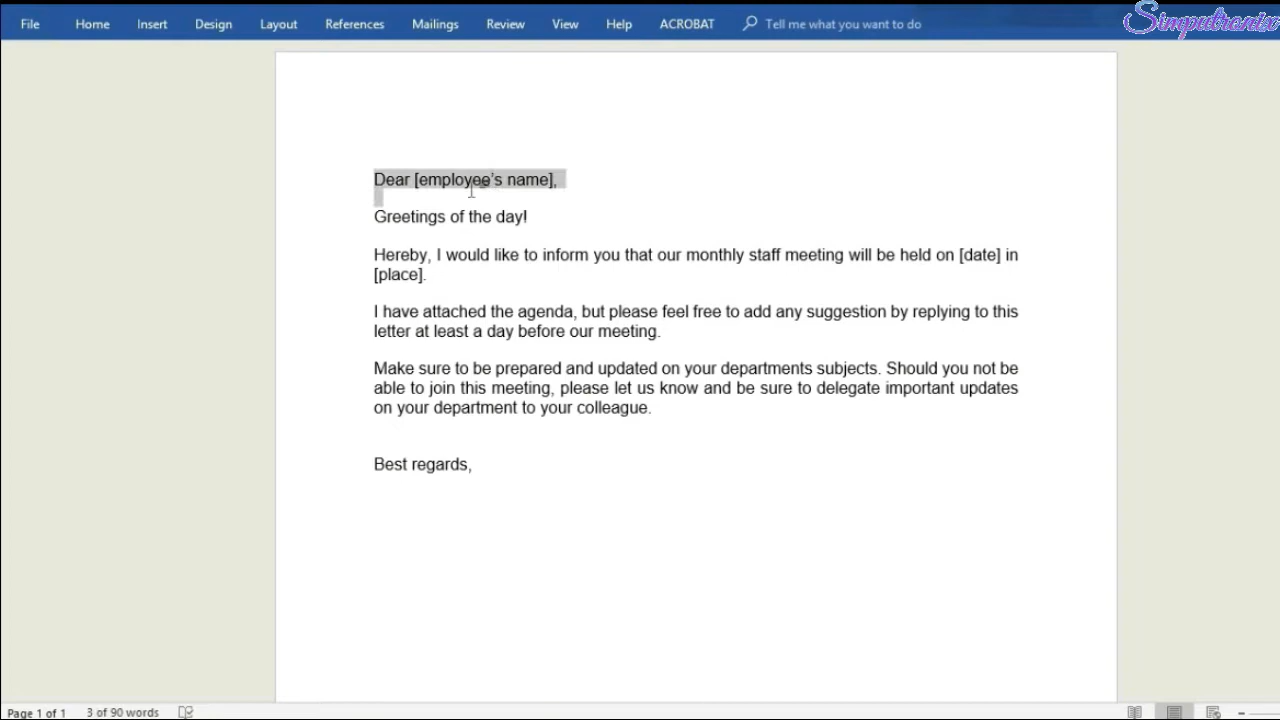 File Home Insert Design Layout References Mailings Review View Help ACROBAT Tell me what you want to do
Simpatronix
Dear [employee’s name],
Greetings of the day!
Hereby, I would like to inform you that our monthly staff meeting will be held on [date] in
[place].
I have attached the agenda, but please feel free to add any suggestion by replying to this
letter at least a day before our meeting.
Make sure to be prepared and updated on your departments subjects. Should you not be
able to join this meeting, please let us know and be sure to delegate important updates
on your department to your colleague.
Best regards,
Page 1 of 1 3 of 90 words